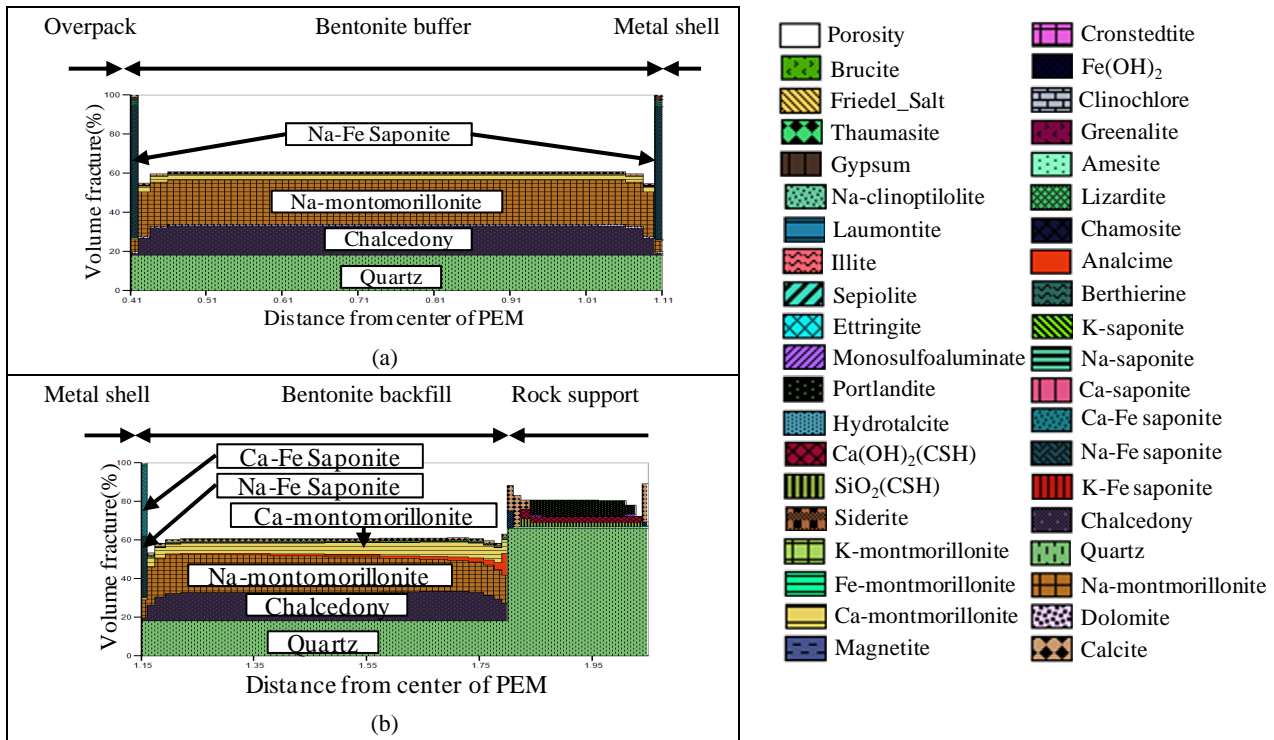 Overpack Bentonite buffer Metal shell
Volume fracture(%)
100
80
60
40
20
0
Na-Fe Saponite
Na-montomorillonite
Chalcedony
Quartz
0.41 0.51 0.61 0.71 0.81 0.91 1.01 1.11
Distance from center of PEM
(a)
Metal shell Bentonite backfill Rock support
Volume fracture(%)
100
80
60
40
20
0
Ca-Fe Saponite
Na-Fe Saponite
Ca-montomorillonite
Na-montomorillonite
Chalcedony
Quartz
1.15 1.35 1.55 1.75 1.95
Distance from center of PEM
(b)
Porosity
Brucite
Friedel_Salt
Thaumasite
Gypsum
Na-clinoptilolite
Laumontite
Illite
Sepiolite
Ettringite
Monosulfoaluminate
Portlandite
Hydrotalcite
Ca(OH)2(CSH)
SiO2(CSH)
Siderite
K-montmorillonite
Fe-montmorillonite
Ca-montmorillonite
Magnetite
Cronstedtite
Fe(OH)2
Clinochlore
Greenalite
Amesite
Lizardite
Chamosite
Analcime
Berthierine
K-saponite
Na-saponite
Ca-saponite
Ca-Fe saponite
Na-Fe saponite
K-Fe saponite
Chalcedony
Quartz
Na-montmorillonite
Dolomite
Calcite